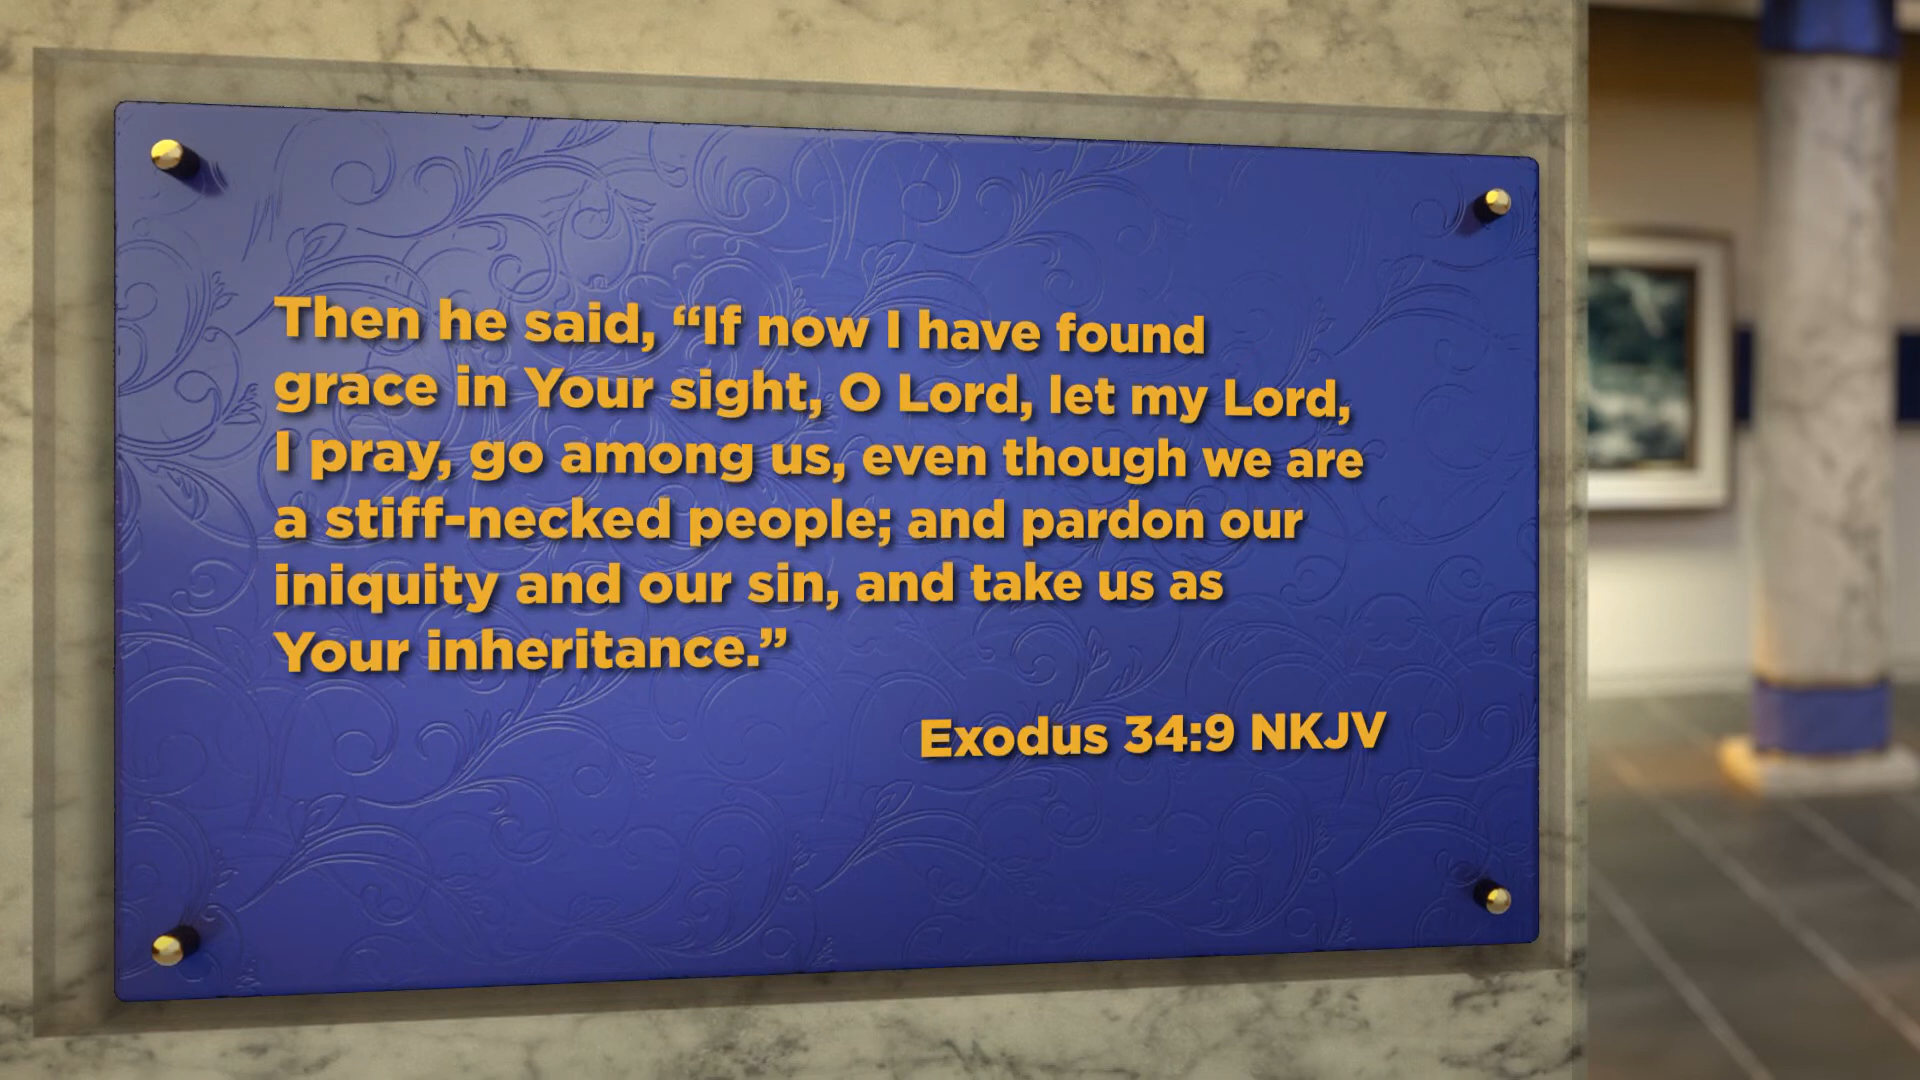 Then he said, “If now I have found
grace in Your sight, O Lord, let my Lord,
I pray, go among us, even though we are
a stiff-necked people; and pardon our
iniquity and our sin, and take us as
Your inheritance.”
Exodus 34:9 NKJV